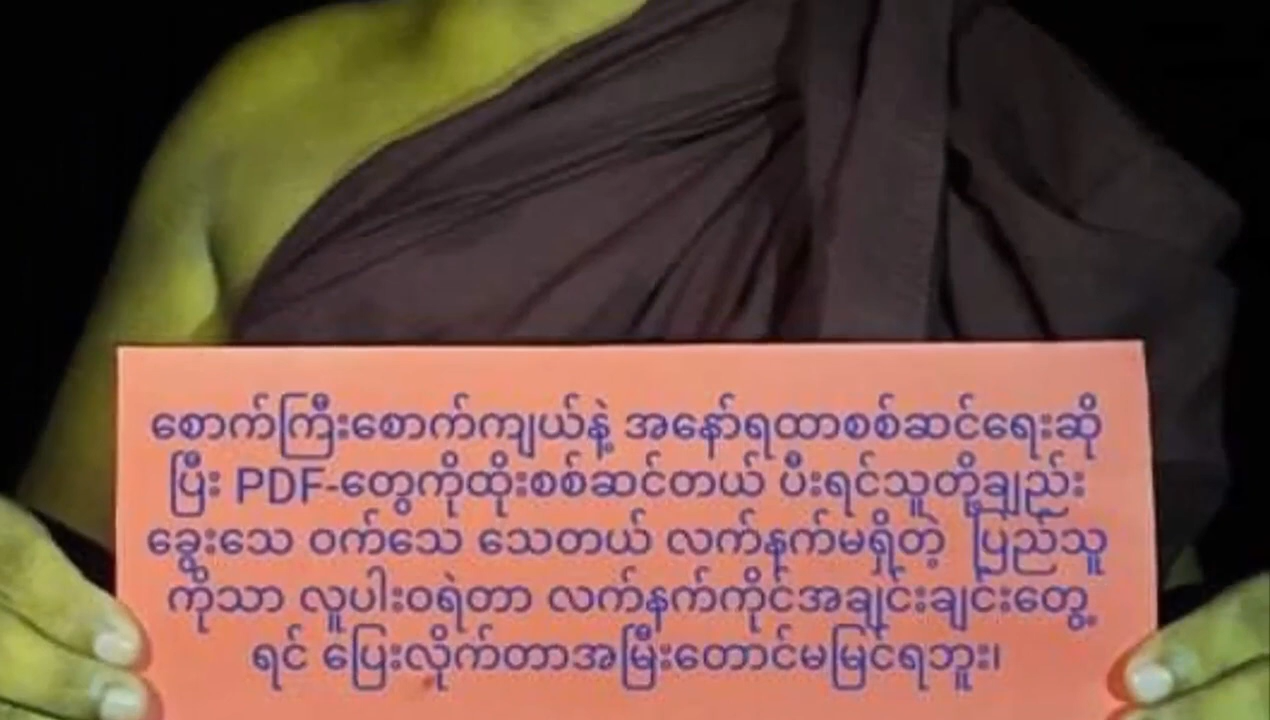 စောက်ကြီးစောက်ကျယ်နဲ့ အနော်ရထာစစ်ဆင်ရေးဆို
ပြီး PDF-တွေကိုထိုးစစ်ဆင်တယ် ပီးရင်သူတို့ချည်း
ခွေးသေ ဝက်သေ သေတယ် လက်နက်မရှိတဲ့ ပြည်သူ
ကိုသာ လူပါးဝရဲတာ လက်နက်ကိုင်အချင်းချင်းတွေ့
ရင် ပြေးလိုက်တာအမြီးတောင်မမြင်ရဘူး၊